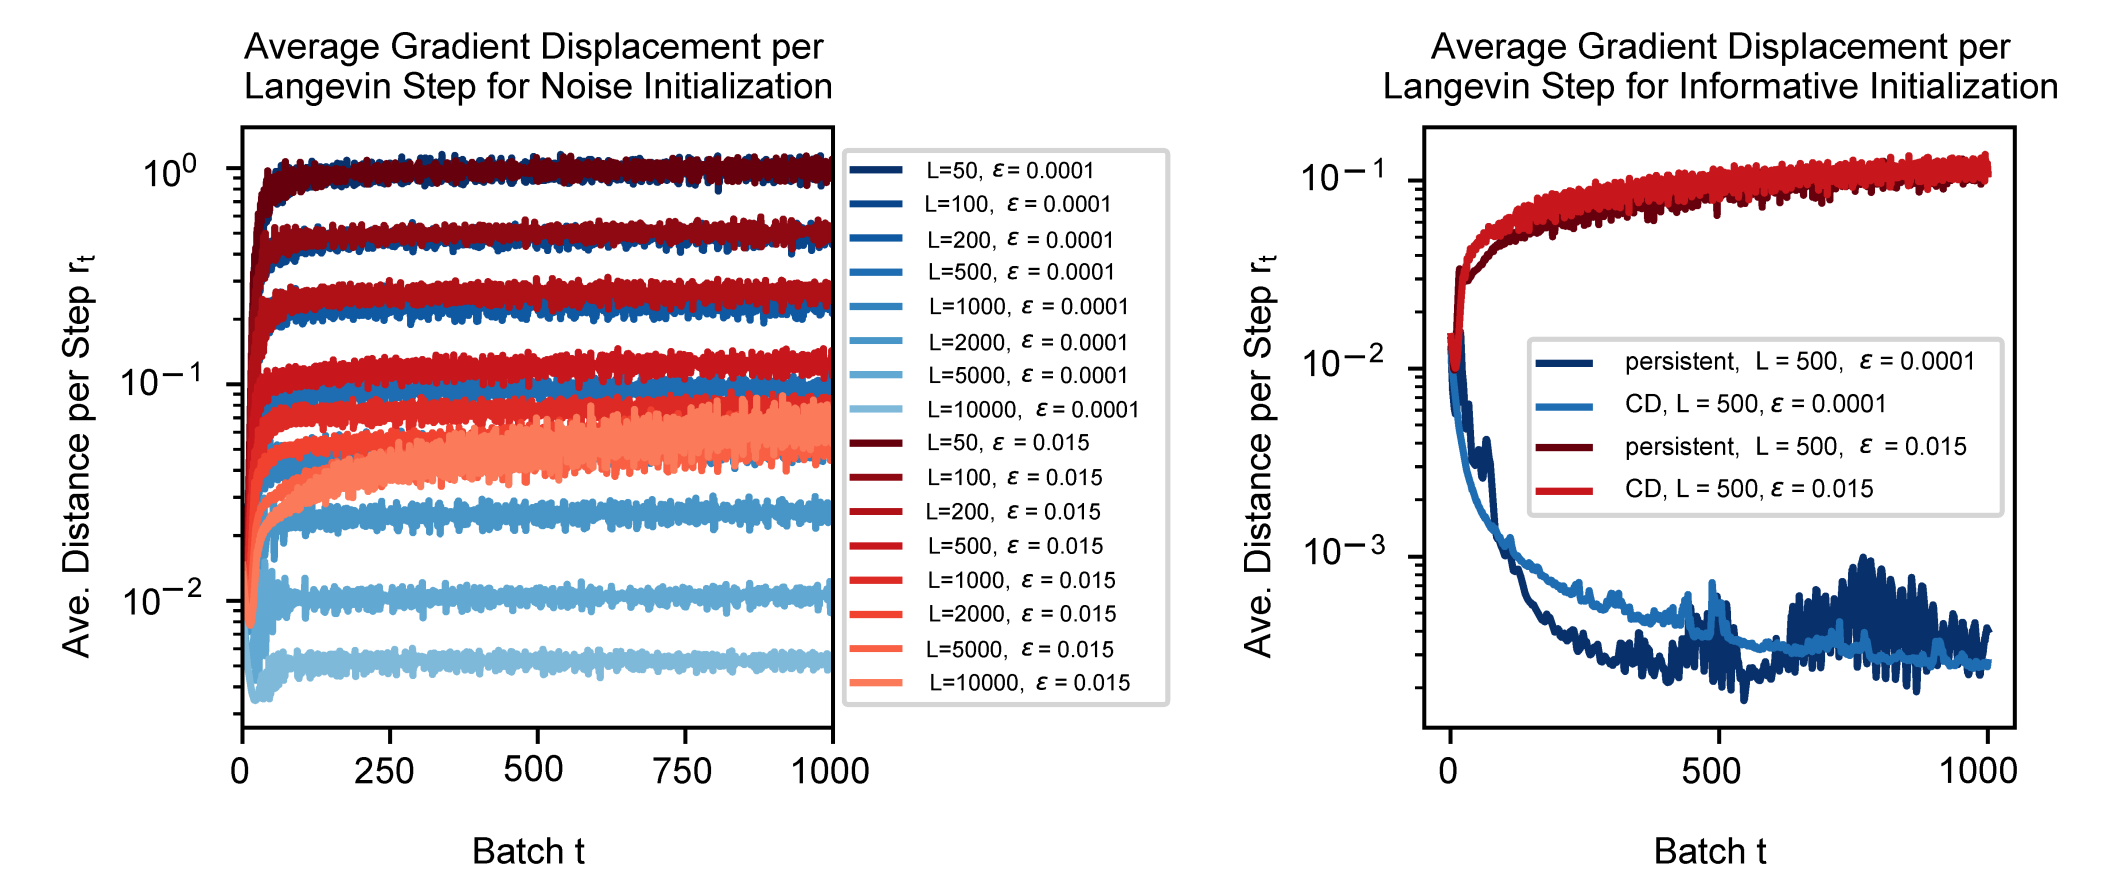 Average Gradient Displacement per
Langevin Step for Noise Initialization
Ave. Distance per Step rₜ
10⁰
10⁻¹
10⁻²
0
250
500
750
1000
Batch t
L=50, ε = 0.0001
L=100, ε = 0.0001
L=200, ε = 0.0001
L=500, ε = 0.0001
L=1000, ε = 0.0001
L=2000, ε = 0.0001
L=5000, ε = 0.0001
L=10000, ε = 0.0001
L=50, ε = 0.015
L=100, ε = 0.015
L=200, ε = 0.015
L=500, ε = 0.015
L=1000, ε = 0.015
L=2000, ε = 0.015
L=5000, ε = 0.015
L=10000, ε = 0.015
Average Gradient Displacement per
Langevin Step for Informative Initialization
Ave. Distance per Step rₜ
10⁻¹
10⁻²
10⁻³
persistent, L = 500, ε = 0.0001
CD, L = 500, ε = 0.0001
persistent, L = 500, ε = 0.015
CD, L = 500, ε = 0.015
0
500
1000
Batch t